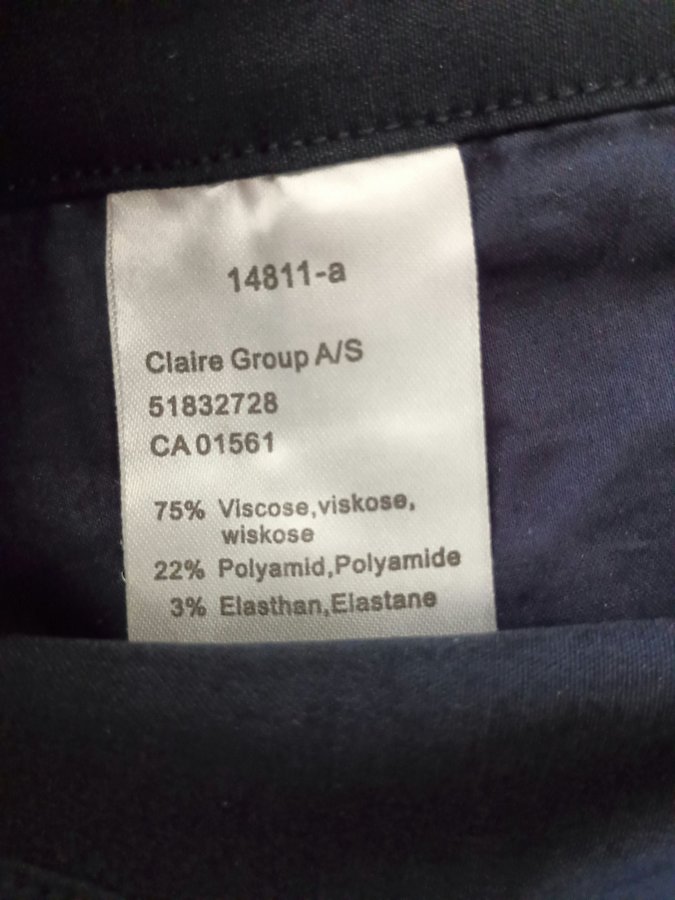 14811-a
Claire Group A/S
51832728
CA 01561
75% Viscose,viskose,
wiskose
22% Polyamid,Polyamide
3% Elasthan,Elastane